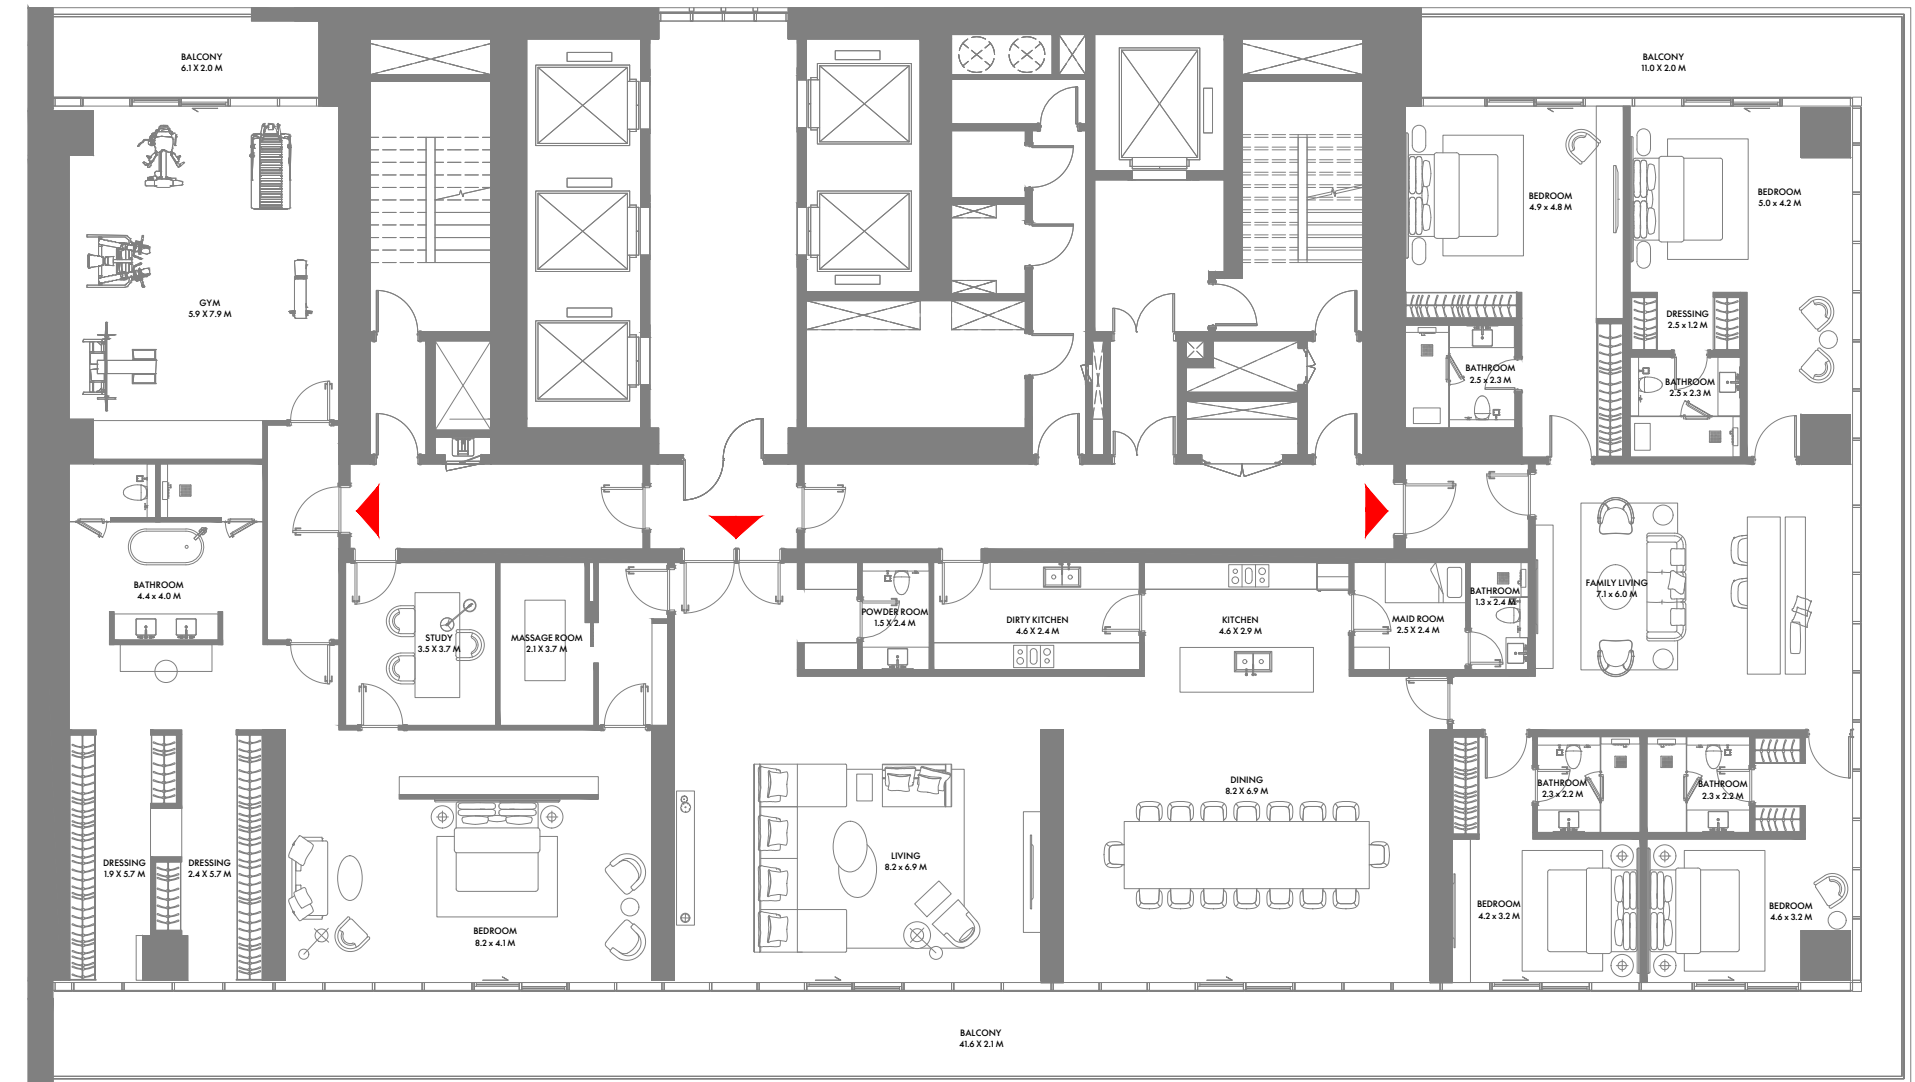 BALCONY
6.1 X 2.0 M
BALCONY
11.0 X 2.0 M
BEDROOM
4.9 x 4.8 M
BEDROOM
5.0 x 4.2 M
GYM
5.9 X 7.9 M
DRESSING
2.5 x 1.2 M
BATHROOM
2.5 x 2.3 M
BATHROOM
2.5 x 2.3 M
BATHROOM
4.4 x 4.0 M
FAMILY LIVING
7.1 x 6.0 M
BATHROOM
1.3 x 2.4 M
POWDER ROOM
1.5 X 2.4 M
DIRTY KITCHEN
4.6 X 2.4 M
KITCHEN
4.6 X 2.9 M
MAID ROOM
2.5 X 2.4 M
STUDY
3.5 X 3.7 M
MASSAGE ROOM
2.1 X 3.7 M
DINING
8.2 X 6.9 M
BATHROOM
2.3 x 2.2 M
BATHROOM
2.3 x 2.2 M
DRESSING
1.9 X 5.7 M
DRESSING
2.4 X 5.7 M
LIVING
8.2 x 6.9 M
BEDROOM
4.2 x 3.2 M
BEDROOM
4.6 x 3.2 M
BEDROOM
8.2 x 4.1 M
BALCONY
41.6 X 2.1 M